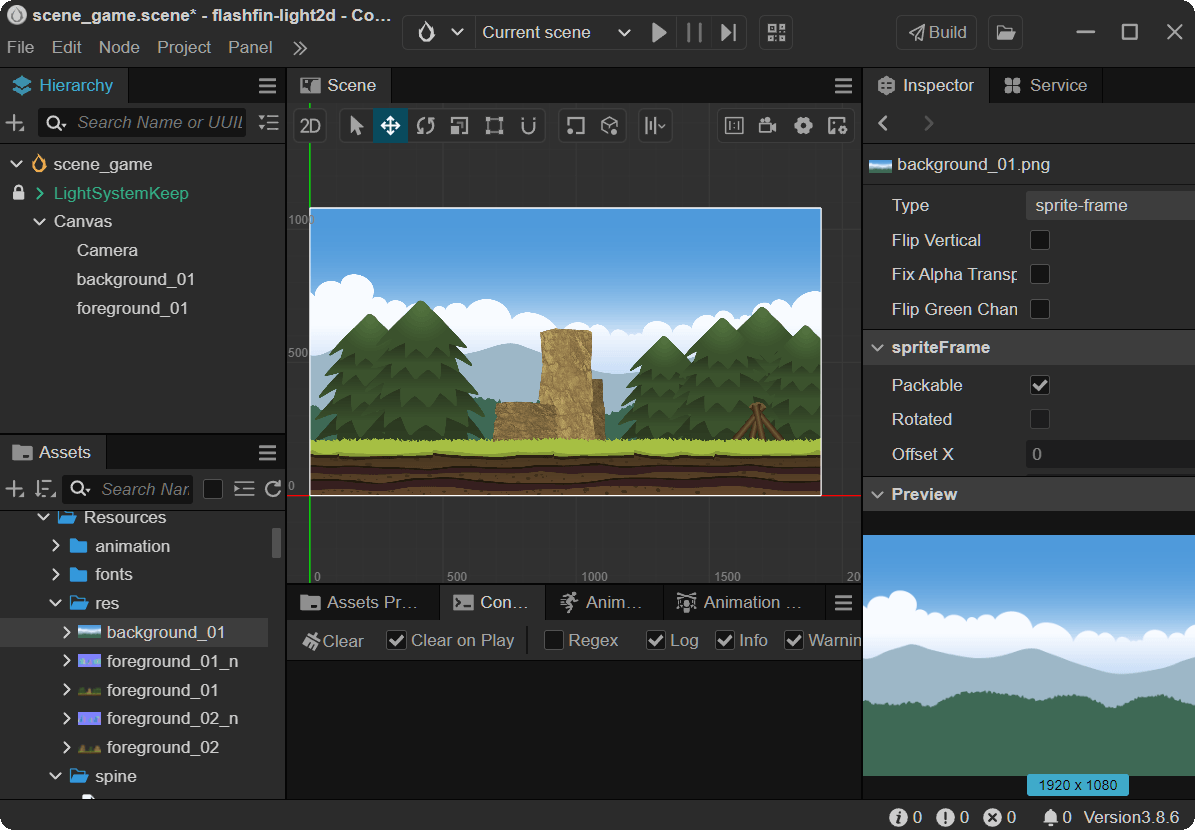 scene_game.scene* - flashfin-light2d - Co...
File Edit Node Project Panel
Current scene
Build
Hierarchy
Search Name or UUII
scene_game
LightSystemKeep
Canvas
Camera
background_01
foreground_01
Assets
Search Nar
Resources
animation
fonts
res
background_01
foreground_01_n
foreground_01
foreground_02_n
foreground_02
spine
Scene
2D
1000
500
0
0 500 1000 1500 20
Assets Pr... Con... Anim... Animation ...
Clear Clear on Play Regex Log Info Warnin
Inspector Service
background_01.png
Type sprite-frame
Flip Vertical
Fix Alpha Transp
Flip Green Chan
spriteFrame
Packable
Rotated
Offset X 0
Preview
1920 x 1080
0 0 0 0 Version3.8.6